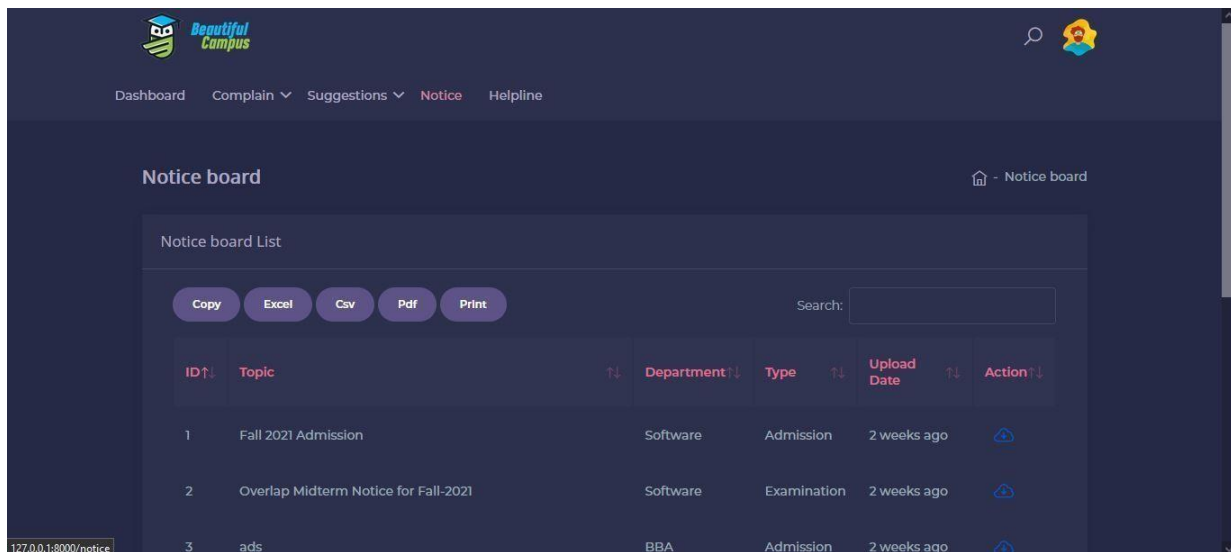 Beautiful
Campus
Dashboard Complain Suggestions Notice Helpline
Notice board
- Notice board
Notice board List
Copy Excel Csv Pdf Print Search:
ID Topic Department Type Upload Date Action
1 Fall 2021 Admission Software Admission 2 weeks ago
2 Overlap Midterm Notice for Fall-2021 Software Examination 2 weeks ago
3 ads BBA Admission 2 weeks ago
127.0.0.1:8000/notice